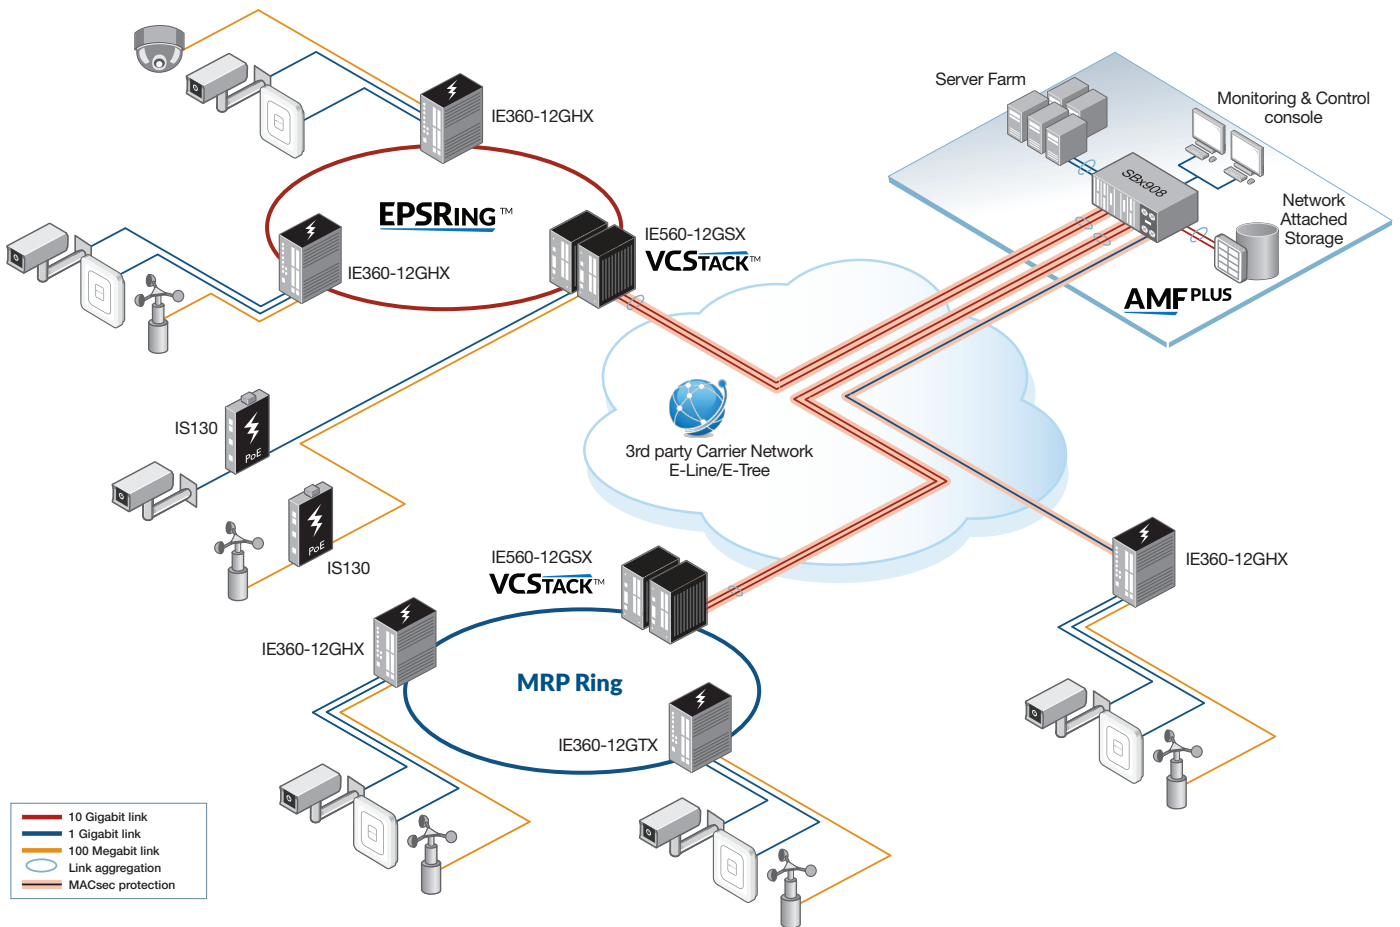 IE360-12GHX
EPSRING™
IE360-12GHX
IE560-12GSX
VCSTACK™
Server Farm
Monitoring & Control
console
SBx908
Network
Attached
Storage
AMF PLUS
3rd party Carrier Network
E-Line/E-Tree
IS130
PoE
PoE
IS130
IE560-12GSX
VCSTACK™
IE360-12GHX
IE360-12GHX
MRP Ring
IE360-12GTX
10 Gigabit link
1 Gigabit link
100 Megabit link
Link aggregation
MACsec protection